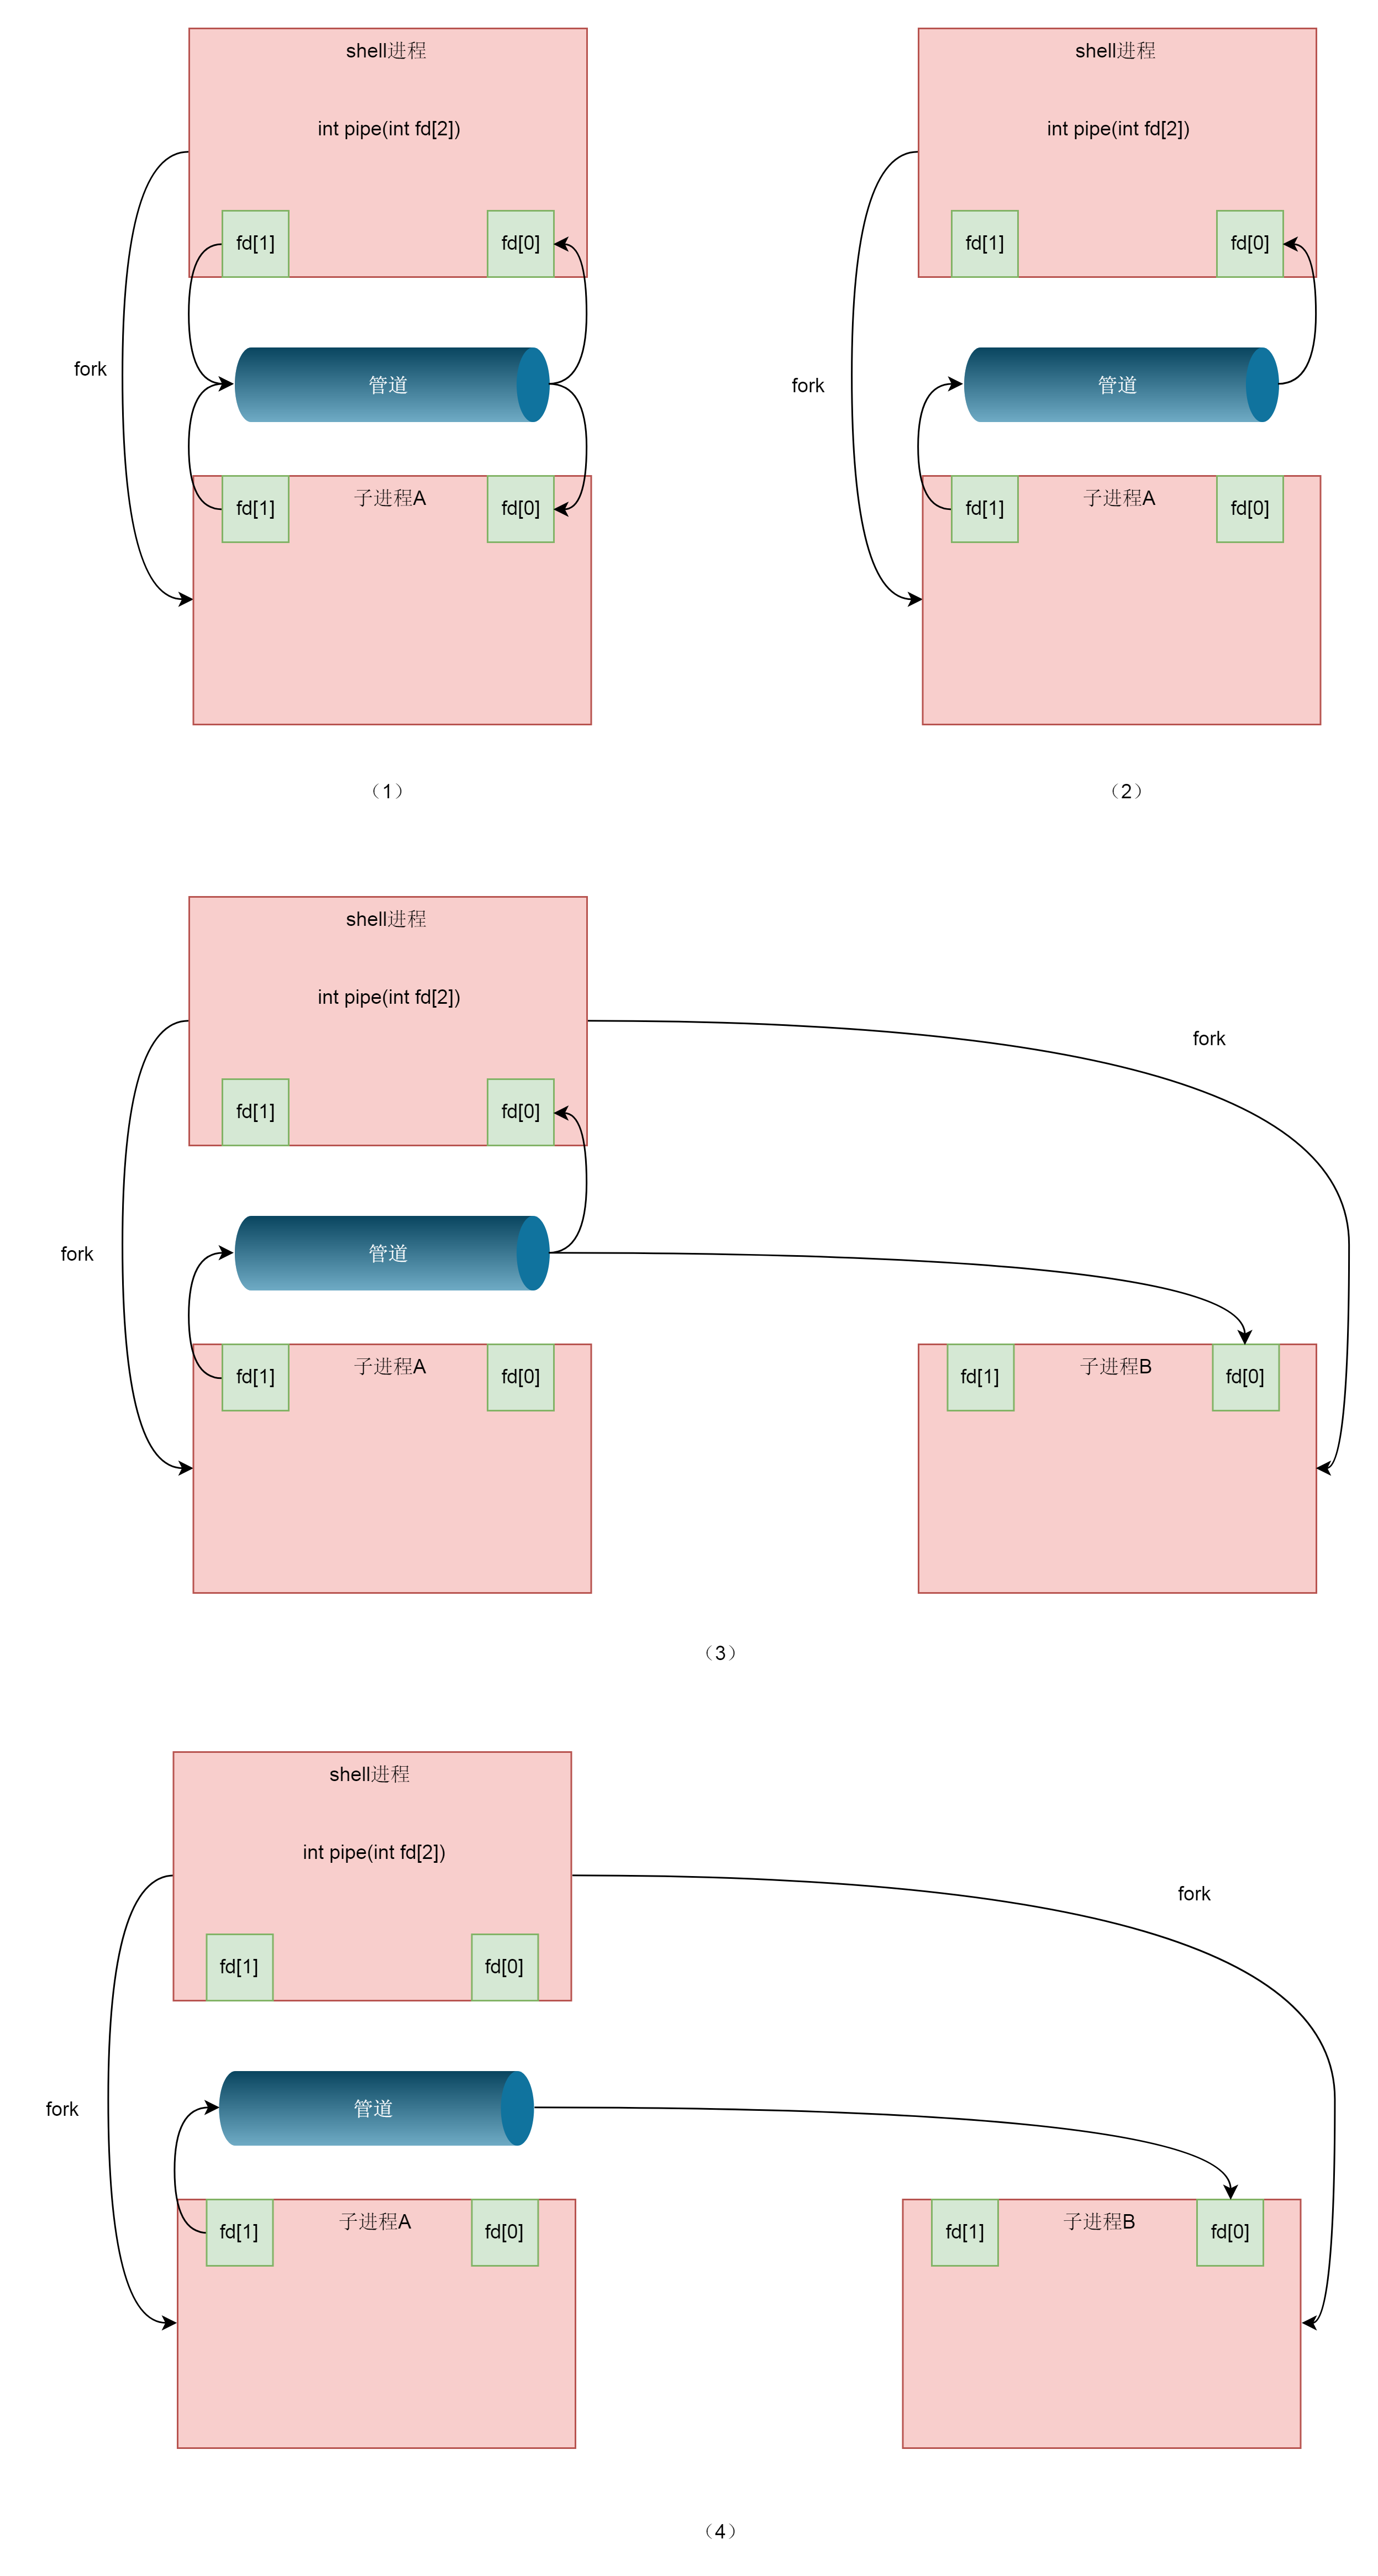 shell进程
int pipe(int fd[2])
fd[1]
fd[0]
fork
管道
fd[1]
子进程A
fd[0]
（1）
shell进程
int pipe(int fd[2])
fd[1]
fd[0]
fork
管道
fd[1]
子进程A
fd[0]
（2）
shell进程
int pipe(int fd[2])
fork
fd[1]
fd[0]
fork
管道
fd[1]
子进程A
fd[0]
fd[1]
子进程B
fd[0]
（3）
shell进程
int pipe(int fd[2])
fork
fd[1]
fd[0]
fork
管道
fd[1]
子进程A
fd[0]
fd[1]
子进程B
fd[0]
（4）